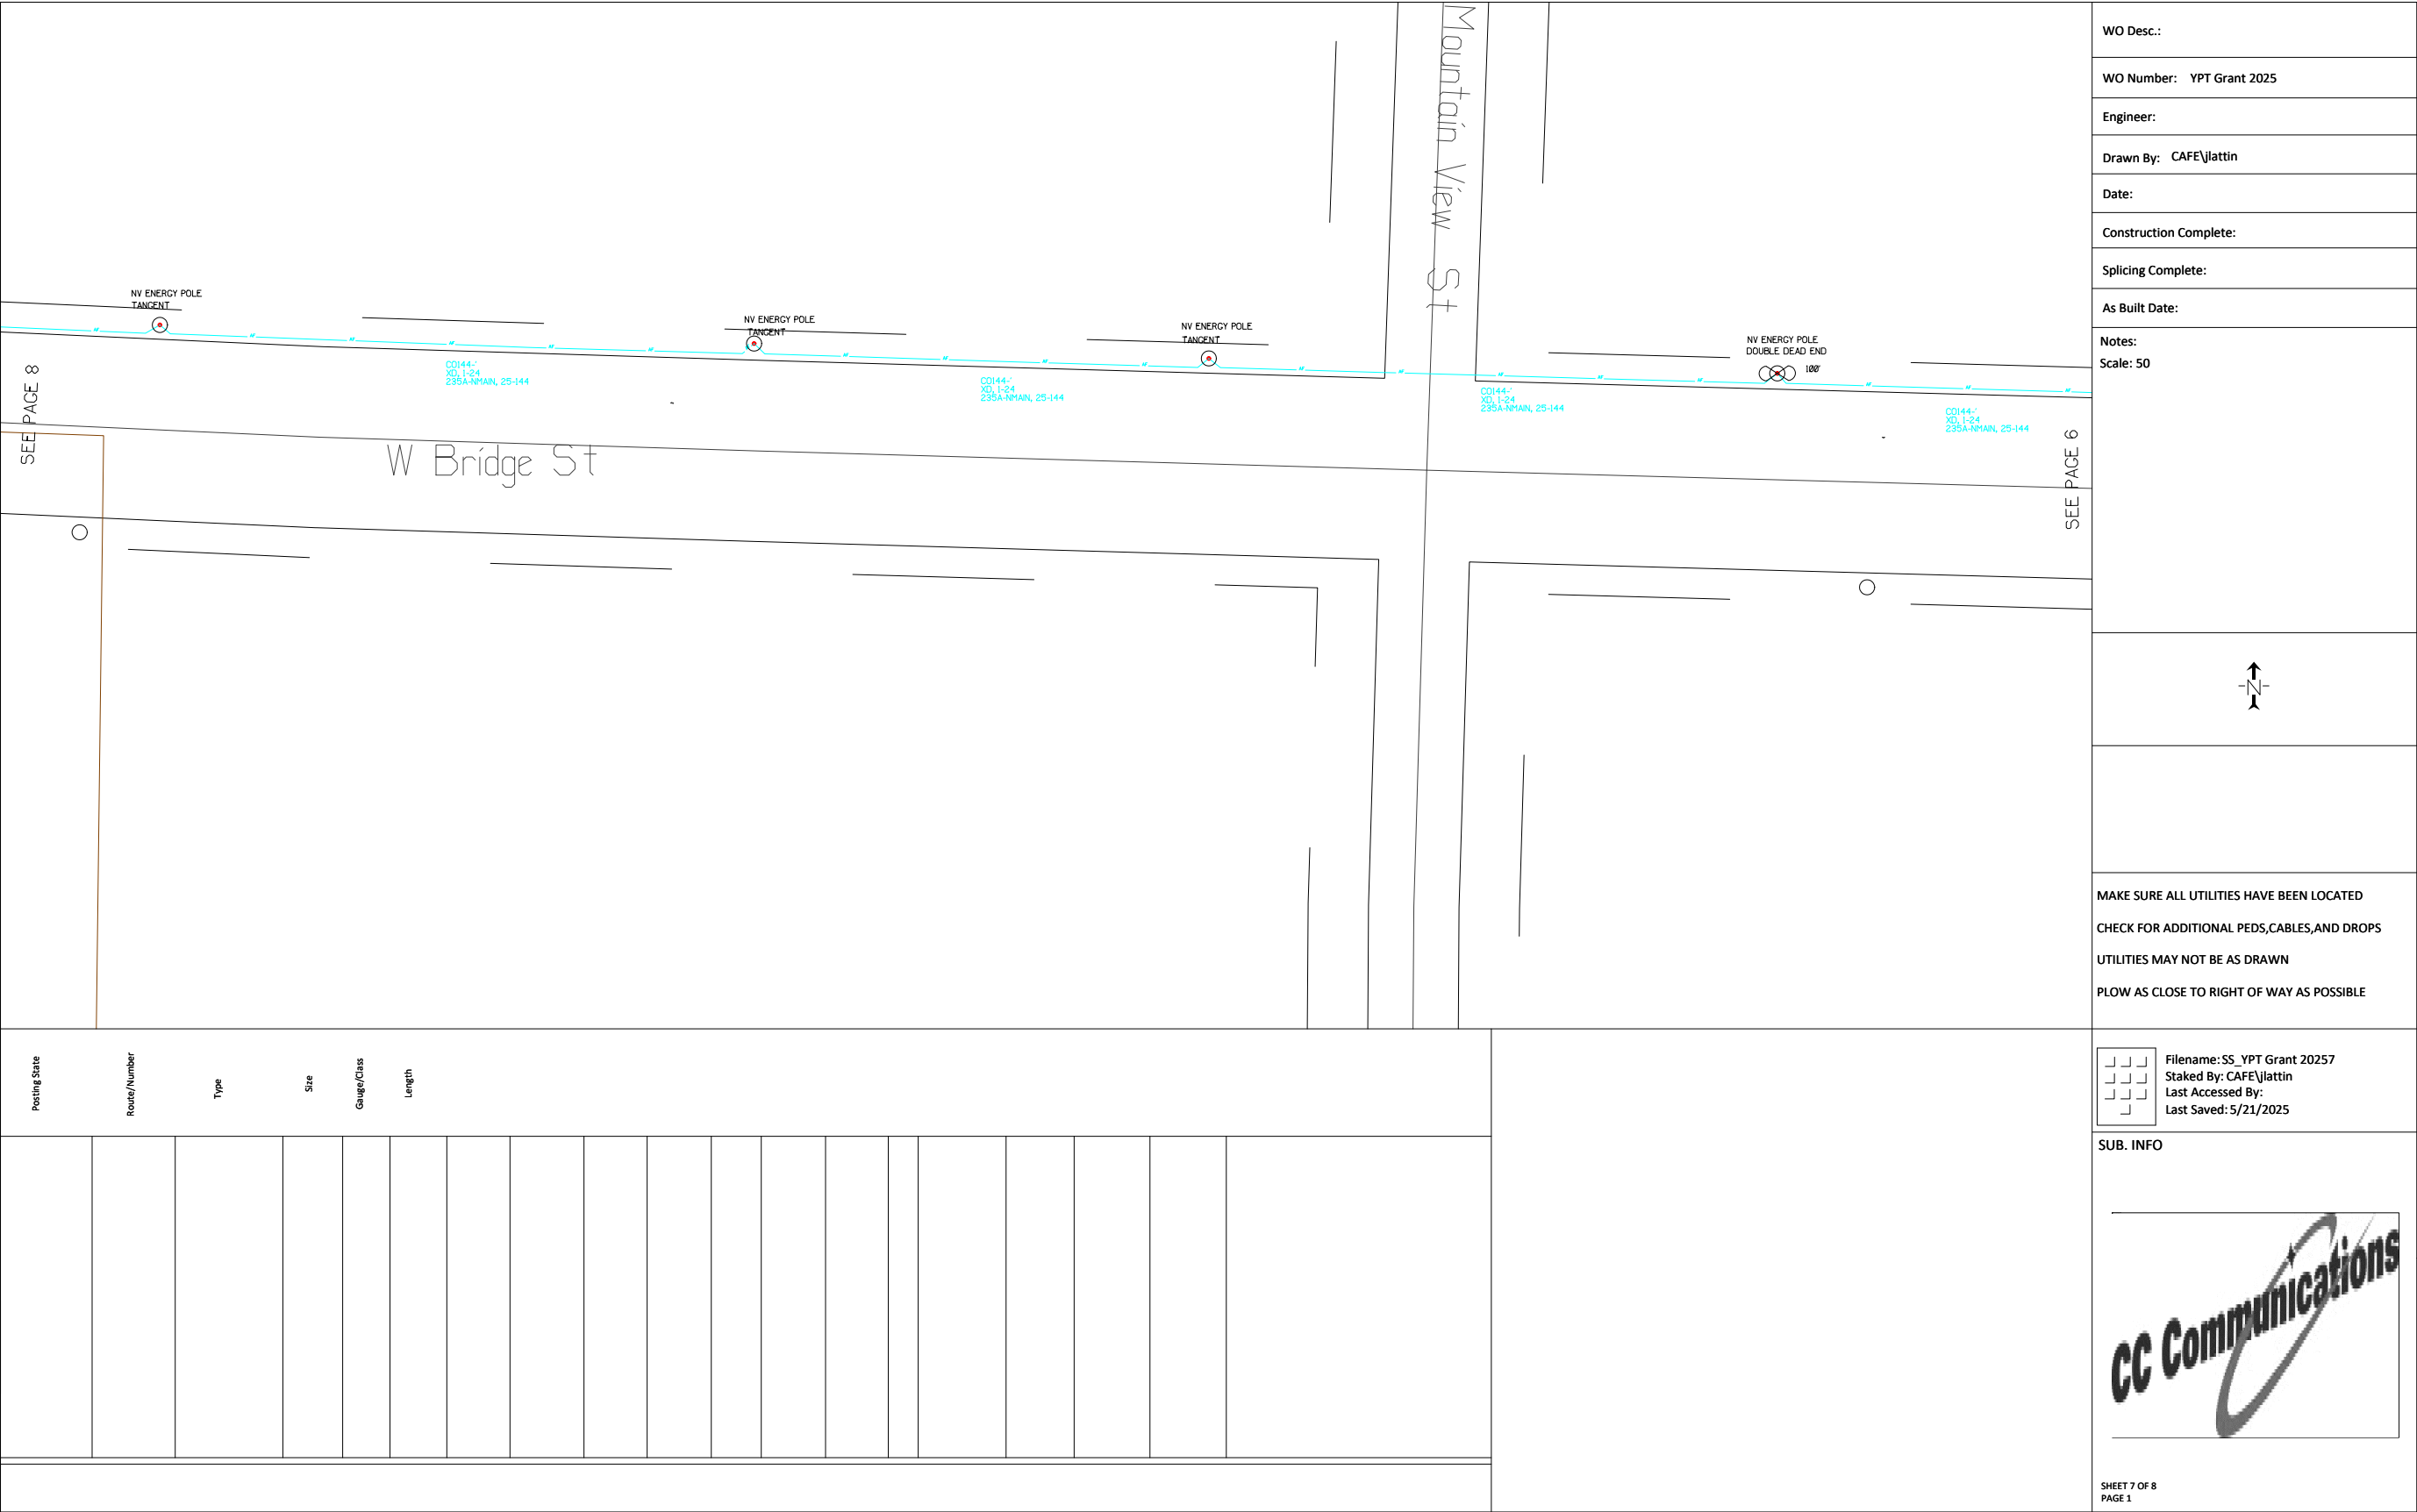 Mountain View St
NV ENERGY POLE
TANGENT
NV ENERGY POLE
TANGENT
NV ENERGY POLE
TANGENT
NV ENERGY POLE
DOUBLE DEAD END
100'
CO144-'
XD, 1-24
235A-NMAIN, 25-144
CO144-'
XD, 1-24
235A-NMAIN, 25-144
CO144-'
XD, 1-24
235A-NMAIN, 25-144
CO144-'
XD, 1-24
235A-NMAIN, 25-144
SEE PAGE 8
W Bridge St
SEE PAGE 6
WO Desc.:
WO Number: YPT Grant 2025
Engineer:
Drawn By: CAFE\jlattin
Date:
Construction Complete:
Splicing Complete:
As Built Date:
Notes:
Scale: 50
N
MAKE SURE ALL UTILITIES HAVE BEEN LOCATED
CHECK FOR ADDITIONAL PEDS,CABLES,AND DROPS
UTILITIES MAY NOT BE AS DRAWN
PLOW AS CLOSE TO RIGHT OF WAY AS POSSIBLE
Posting State
Route/Number
Type
Size
Gauge/Class
Length
Filename: SS_YPT Grant 20257
Staked By: CAFE\jlattin
Last Accessed By:
Last Saved: 5/21/2025
SUB. INFO
CC Communications
SHEET 7 OF 8
PAGE 1